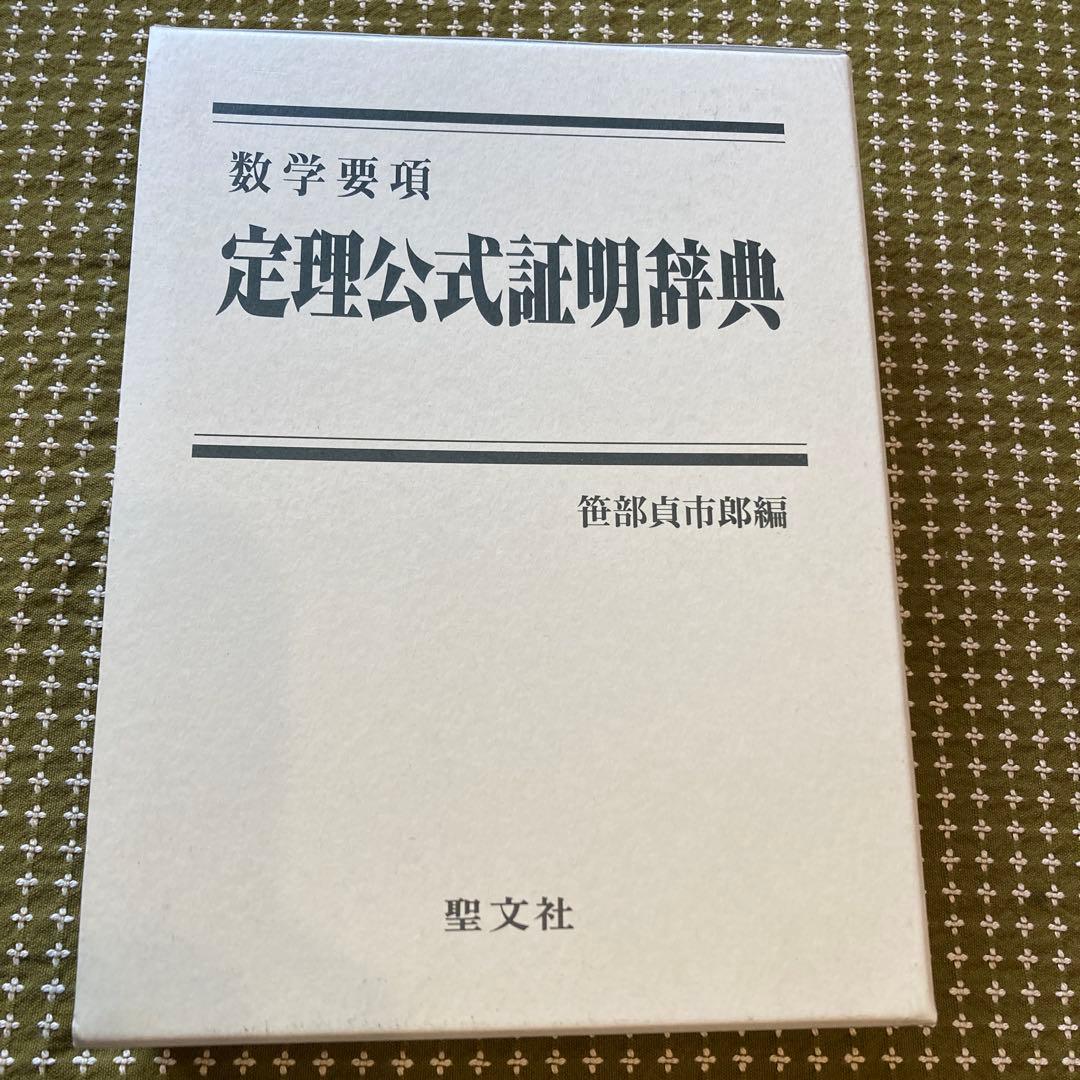 数学要項
定理公式証明辞典
笹部貞市郎編
聖文社